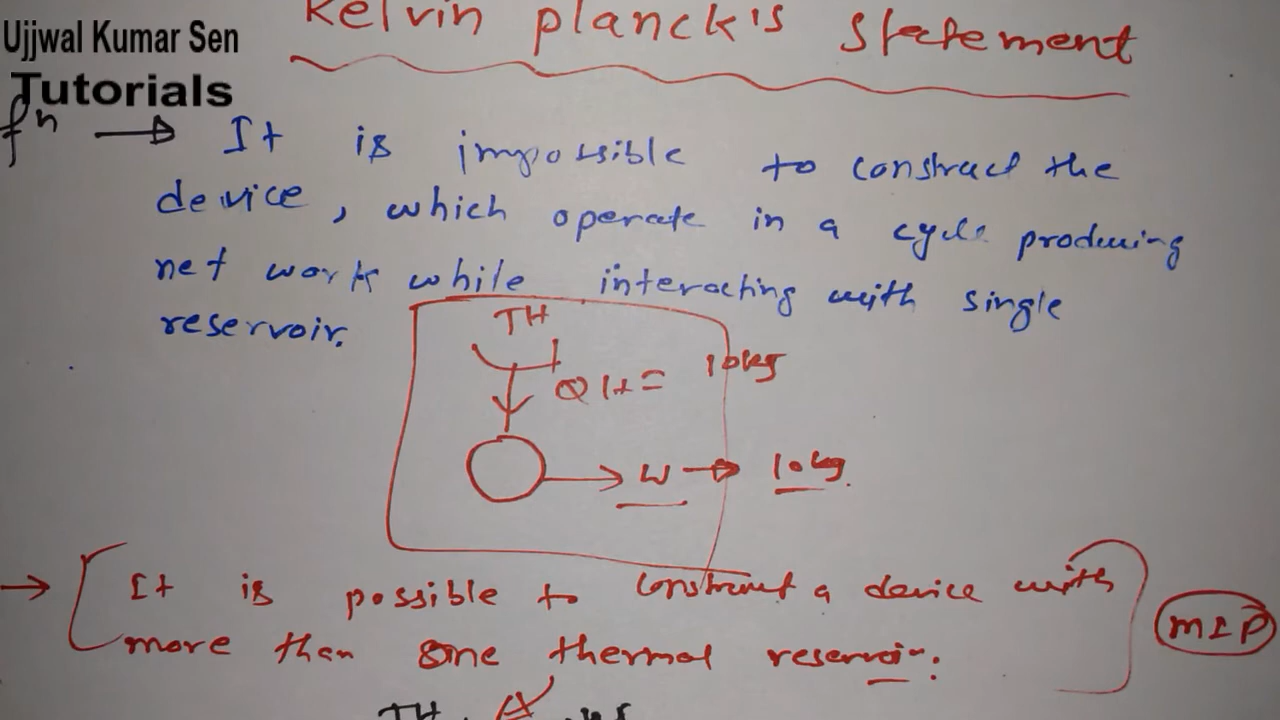 Kelvin planck's statement
Ujjwal Kumar Sen
Tutorials
fn → It is impossible to construct the
device, which operate in a cycle producing
net work while interacting with single
reservoir.
TH
QH = 10kJ
W → 10kJ
→ It is possible to construct a device with
more than one thermal reservoir.
MIP
TH